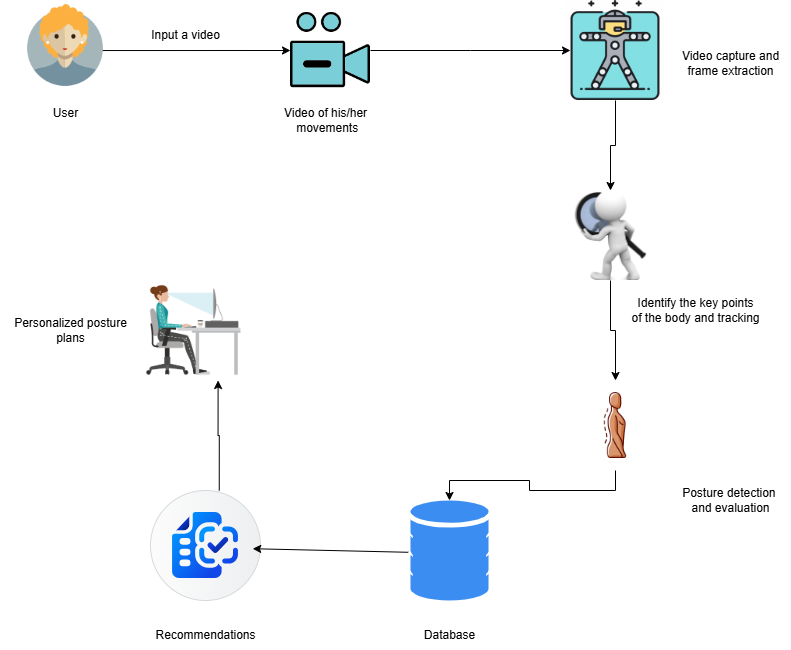 Input a video
Video capture and
frame extraction
User
Video of his/her
movements
Identify the key points
of the body and tracking
Personalized posture
plans
Posture detection
and evaluation
Recommendations
Database